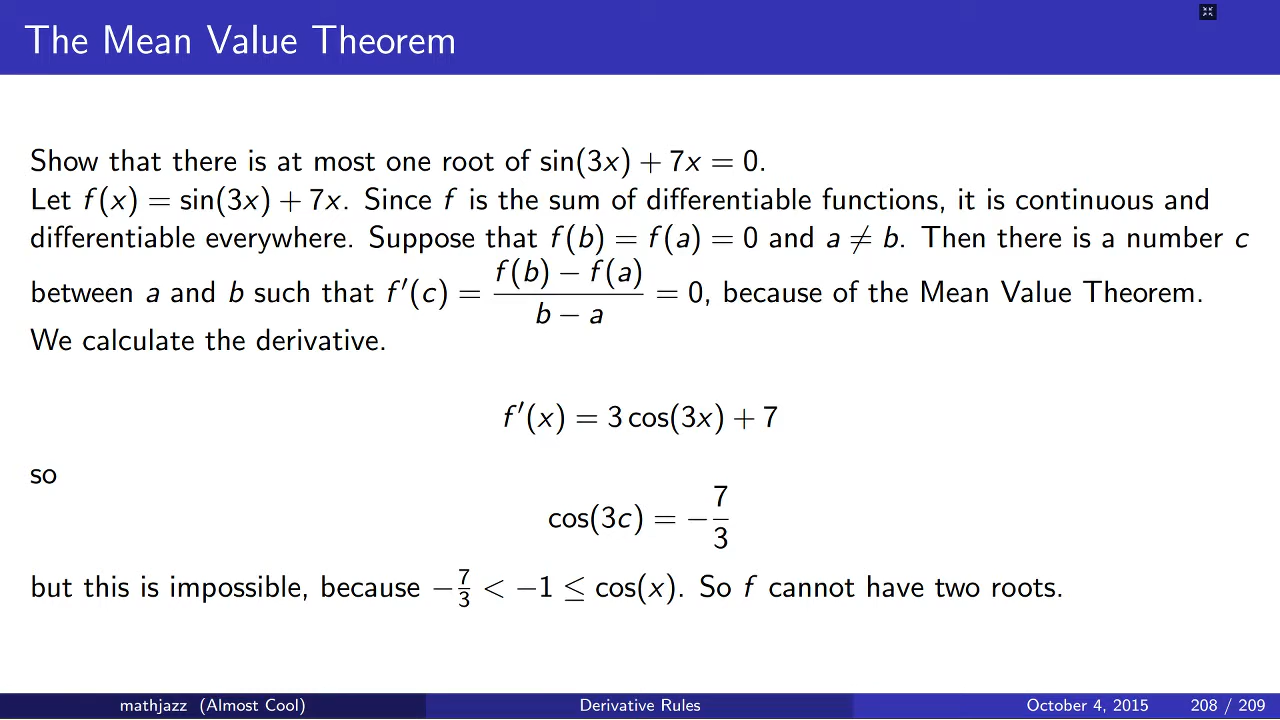 The Mean Value Theorem
Show that there is at most one root of sin(3x) + 7x = 0.
Let f(x) = sin(3x) + 7x. Since f is the sum of differentiable functions, it is continuous and
differentiable everywhere. Suppose that f(b) = f(a) = 0 and a ≠ b. Then there is a number c
between a and b such that f′(c) = \frac{f(b) − f(a)}{b − a} = 0, because of the Mean Value Theorem.
We calculate the derivative.
f′(x) = 3 cos(3x) + 7
so
cos(3c) = −\frac{7}{3}
but this is impossible, because −\frac{7}{3} < −1 ≤ cos(x). So f cannot have two roots.
mathjazz (Almost Cool) Derivative Rules October 4, 2015 208 / 209